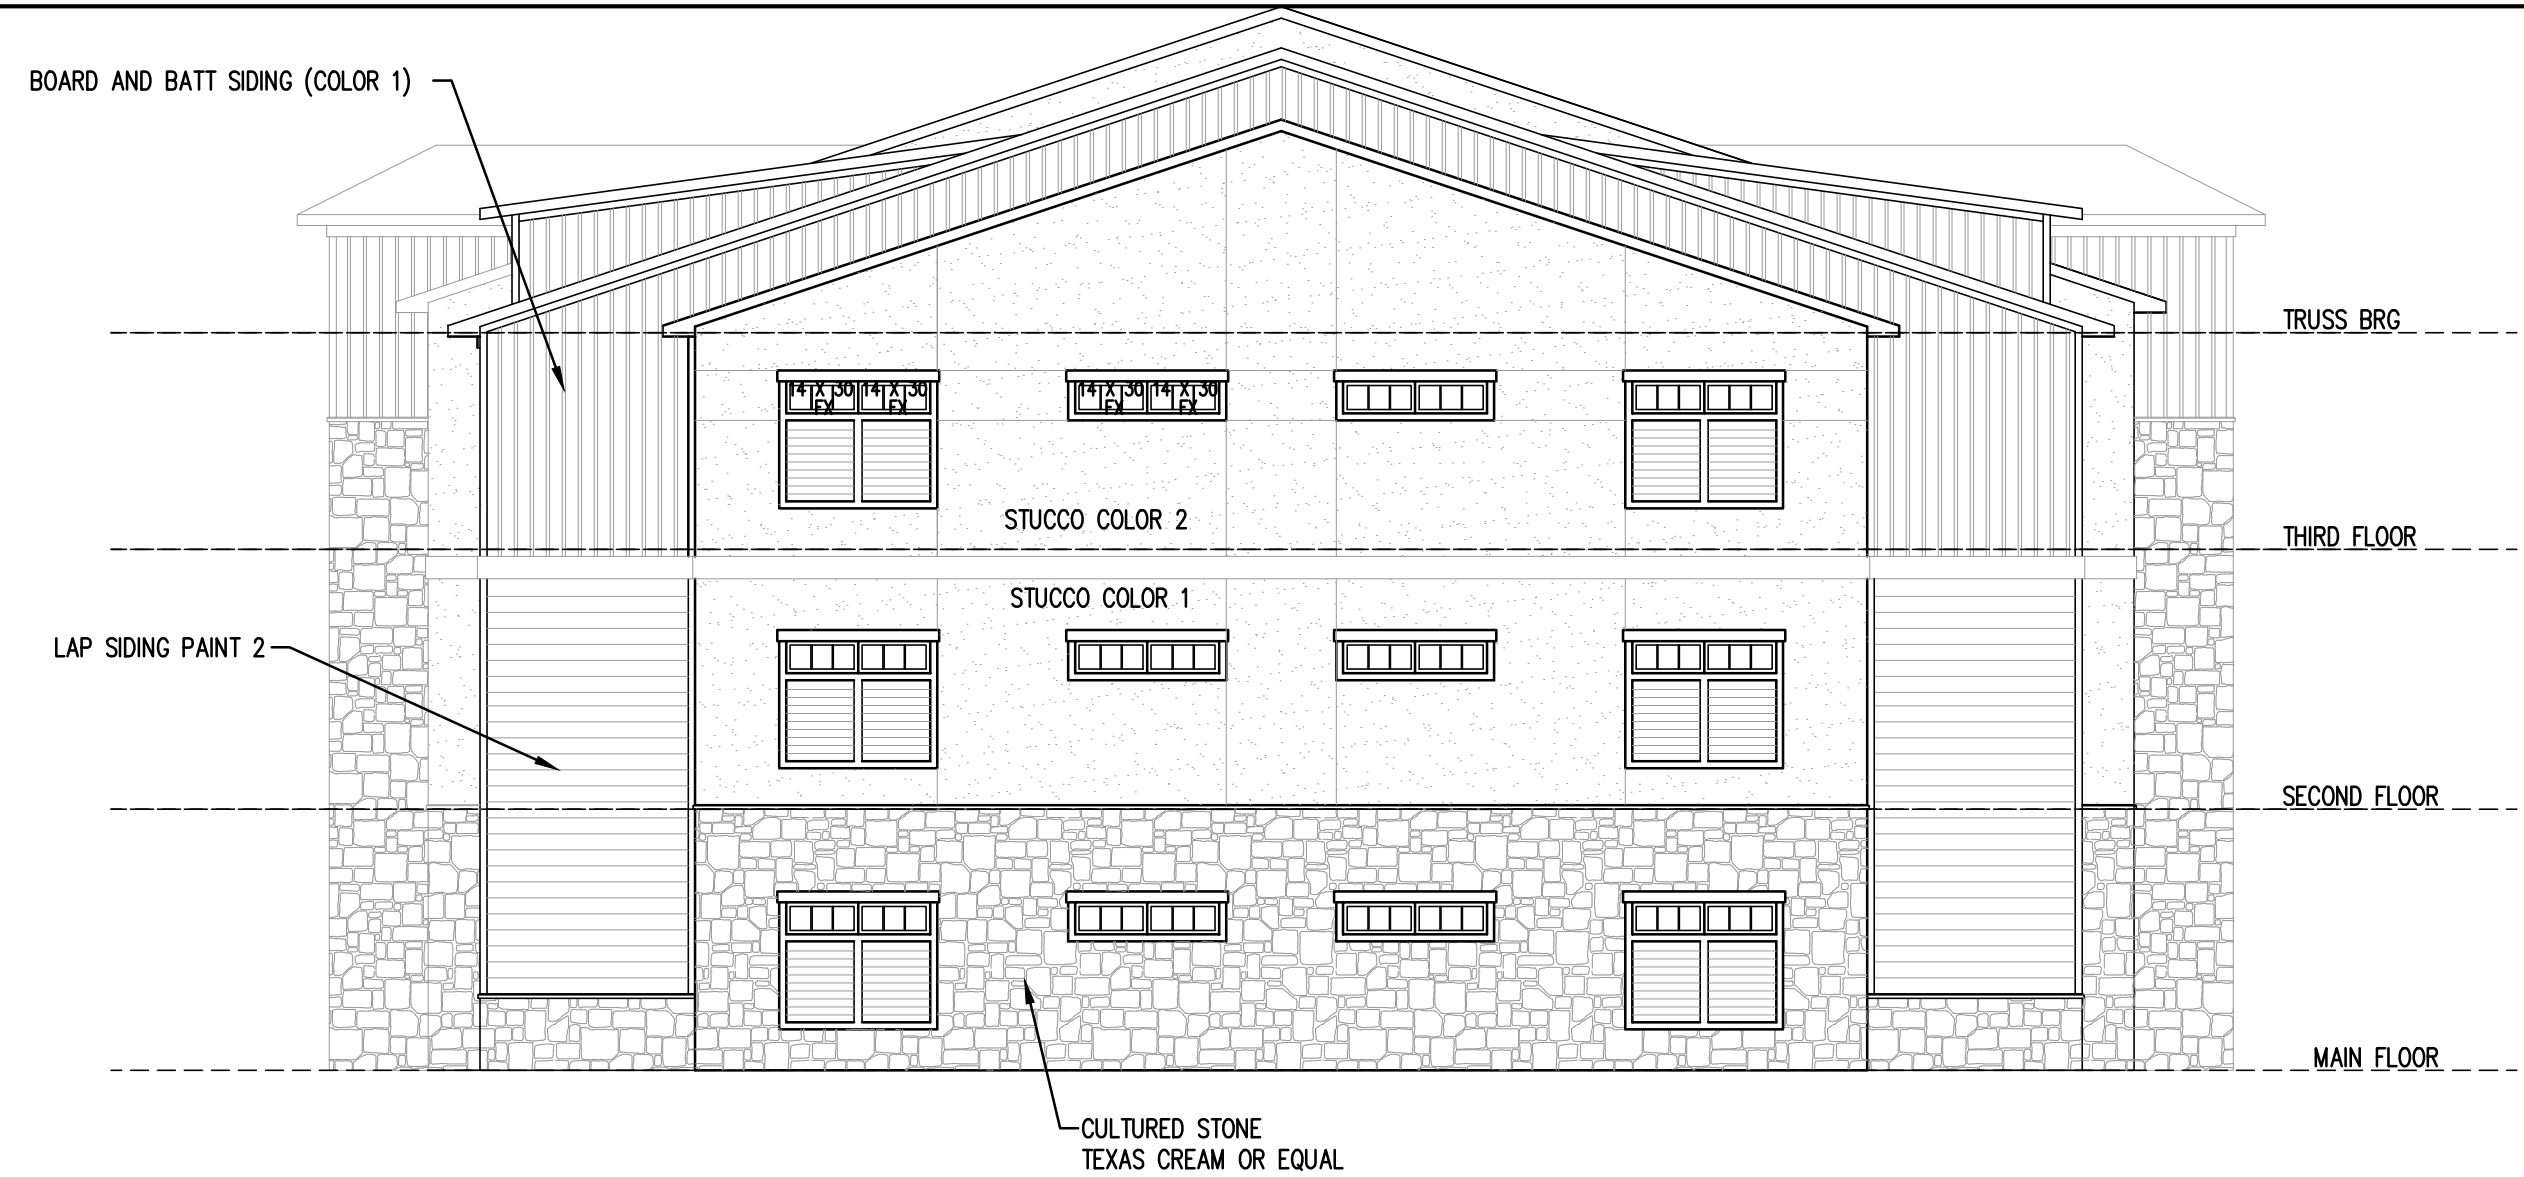 BOARD AND BATT SIDING (COLOR 1)
TRUSS BRG
14 X 30 14 X 30 14 X 30 14 X 30
FX FX FX FX
STUCCO COLOR 2
THIRD FLOOR
STUCCO COLOR 1
LAP SIDING PAINT 2
SECOND FLOOR
MAIN FLOOR
CULTURED STONE
TEXAS CREAM OR EQUAL